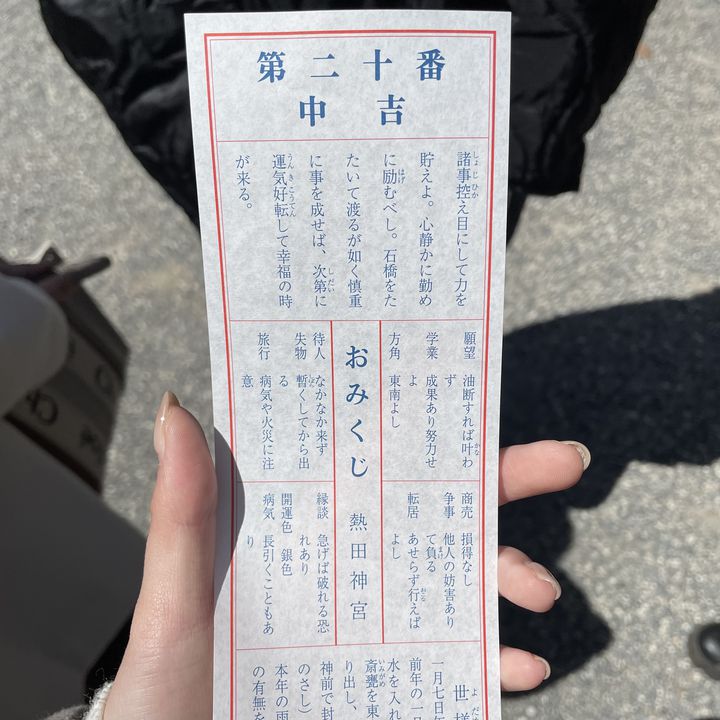 第二十番
中吉
諸事控え目にして力を
貯えよ。心静かに勤め
に励むべし。石橋をた
たいて渡るが如く慎重
に事を成せば、次第に
運気好転して幸福の時
が来る。
願望 油断すれば叶わ
ず
学業 成果あり努力せ
よ
方角 東南よし
おみくじ 熱田神宮
待人 なかなか来ず
失物 暫くしてから出
る
旅行 病気や火災に注
意
商売 損得なし
争事 他人の妨害あり
て負る
転居 あせらず行えば
よし
縁談 急げば破れる恐
れあり
開運色 銀色
病気 長引くこともあ
り
世様
一月七日午
前年の一月
水を入れ
斎甕を東
り出し、
神前で封
のさし)
本年の雨
の有無を